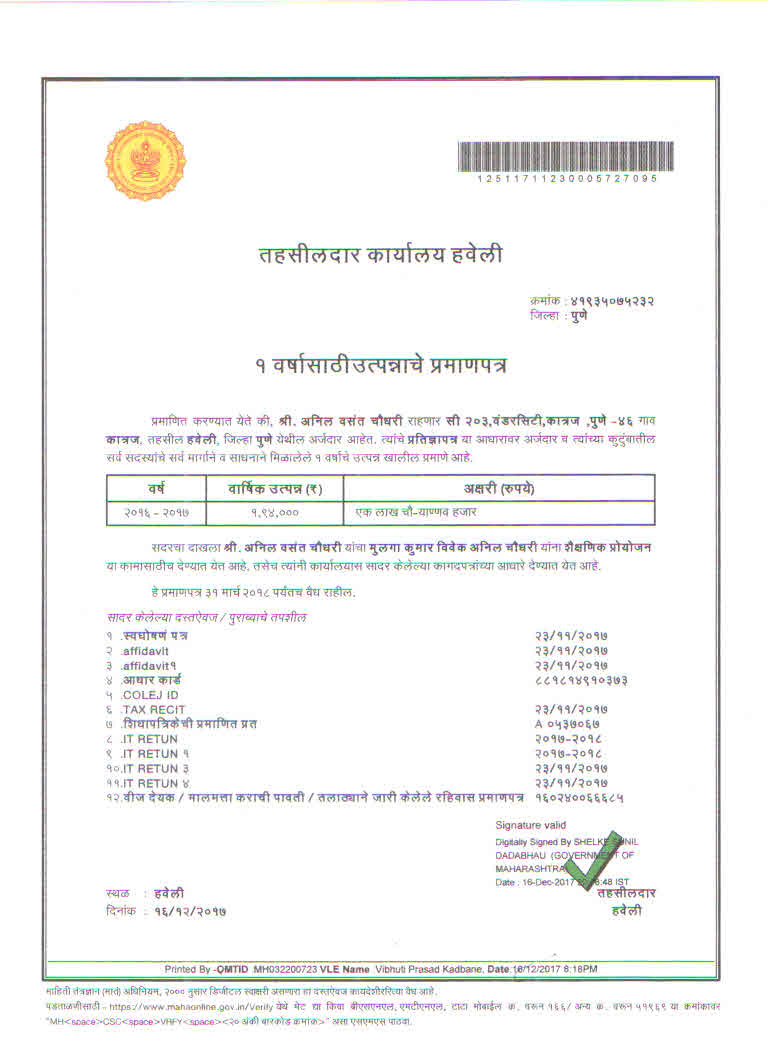 12511711230005727095
तहसीलदार कार्यालय हवेली
क्रमांक : ४१९३५०७५२३२
जिल्हा : पुणे
१ वर्षासाठी उत्पन्नाचे प्रमाणपत्र
प्रमाणित करण्यात येते की, श्री. अनिल वसंत चौधरी राहणार सी २०३,वंडरसिटी,कात्रज ,पुणे -४६ गाव
कात्रज, तहसील हवेली, जिल्हा पुणे येथील अर्जदार आहेत. त्यांचे प्रतिज्ञापत्र या आधारावर अर्जदार व त्यांच्या कुटुंबातील
सर्व सदस्यांचे सर्व मार्गाने व साधनाने मिळालेले १ वर्षाचे उत्पन्न खालील प्रमाणे आहे.
वर्ष वार्षिक उत्पन्न (₹) अक्षरी (रुपये)
२०१६ - २०१७ १,९४,००० एक लाख चौ-याण्णव हजार
सदरचा दाखला श्री. अनिल वसंत चौधरी यांचा मुलगा कुमार विवेक अनिल चौधरी यांना शैक्षणिक प्रोयोजन
या कामासाठीच देण्यात येत आहे. तसेच त्यांनी कार्यालयास सादर केलेल्या कागदपत्रांच्या आधारे देण्यात येत आहे.
हे प्रमाणपत्र ३१ मार्च २०१८ पर्यंतच वैध राहील.
सादर केलेल्या दस्तऐवज / पुराव्याचे तपशील
१ .स्वघोषणं पत्र २३/११/२०१७
२ .affidavit २३/११/२०१७
३ .affidavit१ २३/११/२०१७
४ .आधार कार्ड ८८१८१४९१०३७३
५ .COLEJ ID
६ .TAX RECIT २३/११/२०१७
७ .शिधापत्रिकेची प्रमाणित प्रत A ०५३७०६७
८ .IT RETUN २०१७-२०१८
९ .IT RETUN १ २०१७-२०१८
१०.IT RETUN ३ २३/११/२०१७
११.IT RETUN ४ २३/११/२०१७
१२.वीज देयक / मालमत्ता कराची पावती / तलाठ्याने जारी केलेले रहिवास प्रमाणपत्र १६०२४००६६६८५
Signature valid
Digitally Signed By SHELKE SUNIL
DADABHAU (GOVERNMENT OF
MAHARASHTRA)
Date : 16-Dec-2017 :48 IST
तहसीलदार
स्थळ : हवेली
हवेली
दिनांक : १६/१२/२०१७
Printed By -OMTID :MH032200723 VLE Name :Vibhuti Prasad Kadbane, Date:18/12/2017 8:18PM
माहिती तंत्रज्ञान (मातं) अधिनियम, २००० नुसार डिजीटल स्वाक्षरी असणारा हा दस्तऐवज कायदेशीररित्या वैध आहे.
पडताळणीसाठी - https://www.mahaonline.gov.in/Verify येथे भेट द्या किंवा बीएसएनएल, एमटीएनएल, टाटा मोबाईल क्र. वरून १६६/ अन्य क्र. वरून ५१९६९ या क्रमांकावर
"MH<space>CSC<space>VRFY<space><२० अंकी बारकोड क्रमांक>" असा एसएमएस पाठवा.